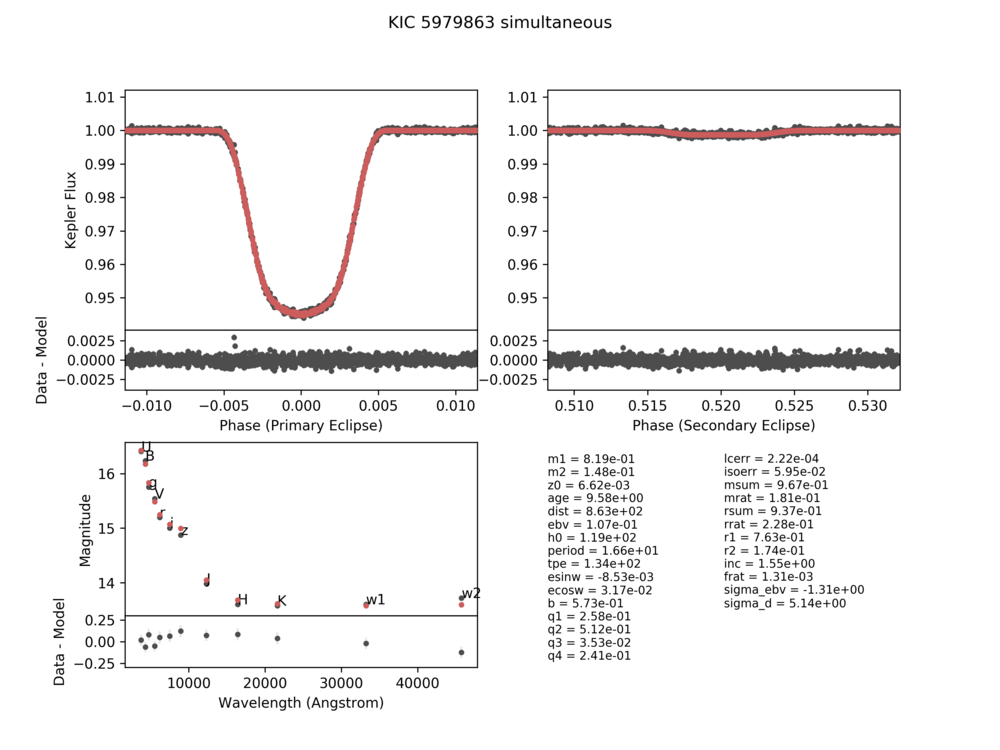 KIC 5979863 simultaneous
1.01
1.00
0.99
0.98
0.97
0.96
0.95
Kepler Flux
0.0025
0.0000
−0.0025
Data - Model
−0.010 −0.005 0.000 0.005 0.010
Phase (Primary Eclipse)
1.01
1.00
0.99
0.98
0.97
0.96
0.95
0.0025
0.0000
−0.0025
0.510 0.515 0.520 0.525 0.530
Phase (Secondary Eclipse)
16
15
14
Magnitude
U
B
g
V
r
i
z
J
H
K
w1
w2
0.25
0.00
−0.25
Data - Model
10000 20000 30000 40000
Wavelength (Angstrom)
m1 = 8.19e-01
m2 = 1.48e-01
z0 = 6.62e-03
age = 9.58e+00
dist = 8.63e+02
ebv = 1.07e-01
h0 = 1.19e+02
period = 1.66e+01
tpe = 1.34e+02
esinw = -8.53e-03
ecosw = 3.17e-02
b = 5.73e-01
q1 = 2.58e-01
q2 = 5.12e-01
q3 = 3.53e-02
q4 = 2.41e-01
lcerr = 2.22e-04
isoerr = 5.95e-02
msum = 9.67e-01
mrat = 1.81e-01
rsum = 9.37e-01
rrat = 2.28e-01
r1 = 7.63e-01
r2 = 1.74e-01
inc = 1.55e+00
frat = 1.31e-03
sigma_ebv = -1.31e+00
sigma_d = 5.14e+00